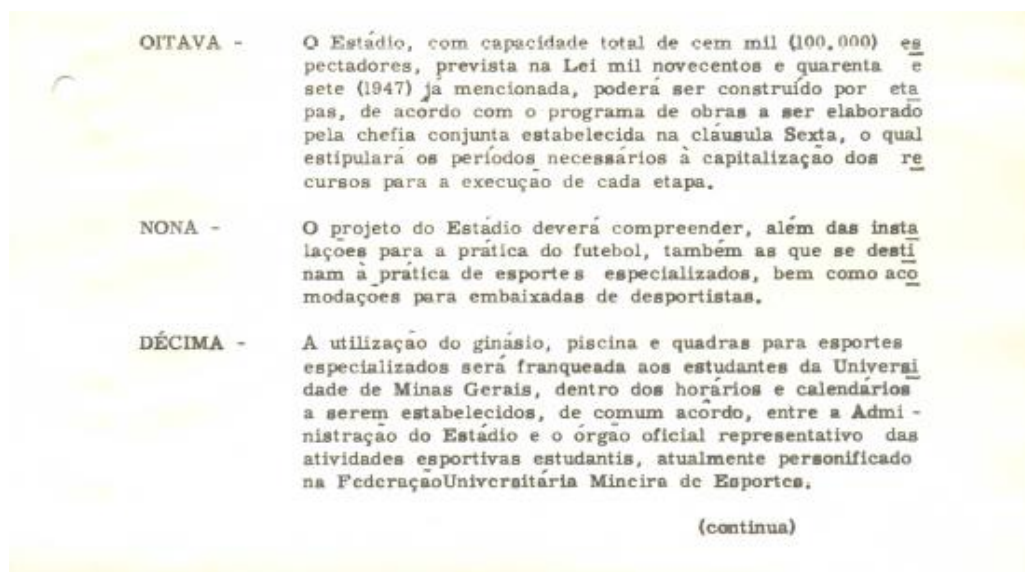 OITAVA - O Estádio, com capacidade total de cem mil (100.000) es
pectadores, prevista na Lei mil novecentos e quarenta e
sete (1947) já mencionada, poderá ser construído por eta
pas, de acôrdo com o programa de obras a ser elaborado
pela chefia conjunta estabelecida na cláusula Sexta, o qual
estipulará os períodos necessários à capitalização dos re
cursos para a execução de cada etapa.
NONA - O projeto do Estádio deverá compreender, além das insta
lações para a prática do futebol, também as que se desti
nam à prática de esportes especializados, bem como aco
modações para embaixadas de desportistas.
DÉCIMA - A utilização do ginásio, piscina e quadras para esportes
especializados será franqueada aos estudantes da Universi
dade de Minas Gerais, dentro dos horários e calendários
a serem estabelecidos, de comum acôrdo, entre a Admi -
nistração do Estádio e o órgão oficial representativo das
atividades esportivas estudantis, atualmente personificado
na FederaçãoUniversitária Mineira de Esportes.
(continua)